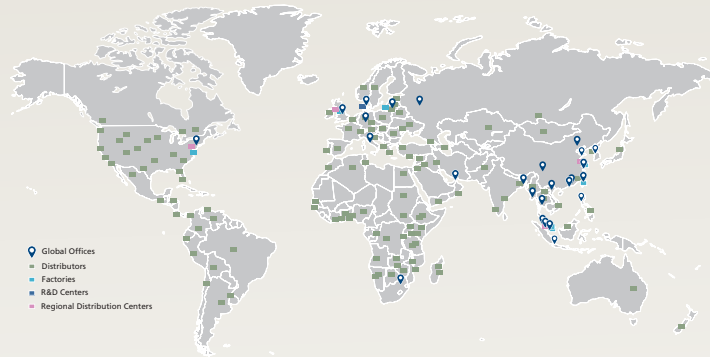 Global Offices
Distributors
Factories
R&D Centers
Regional Distribution Centers